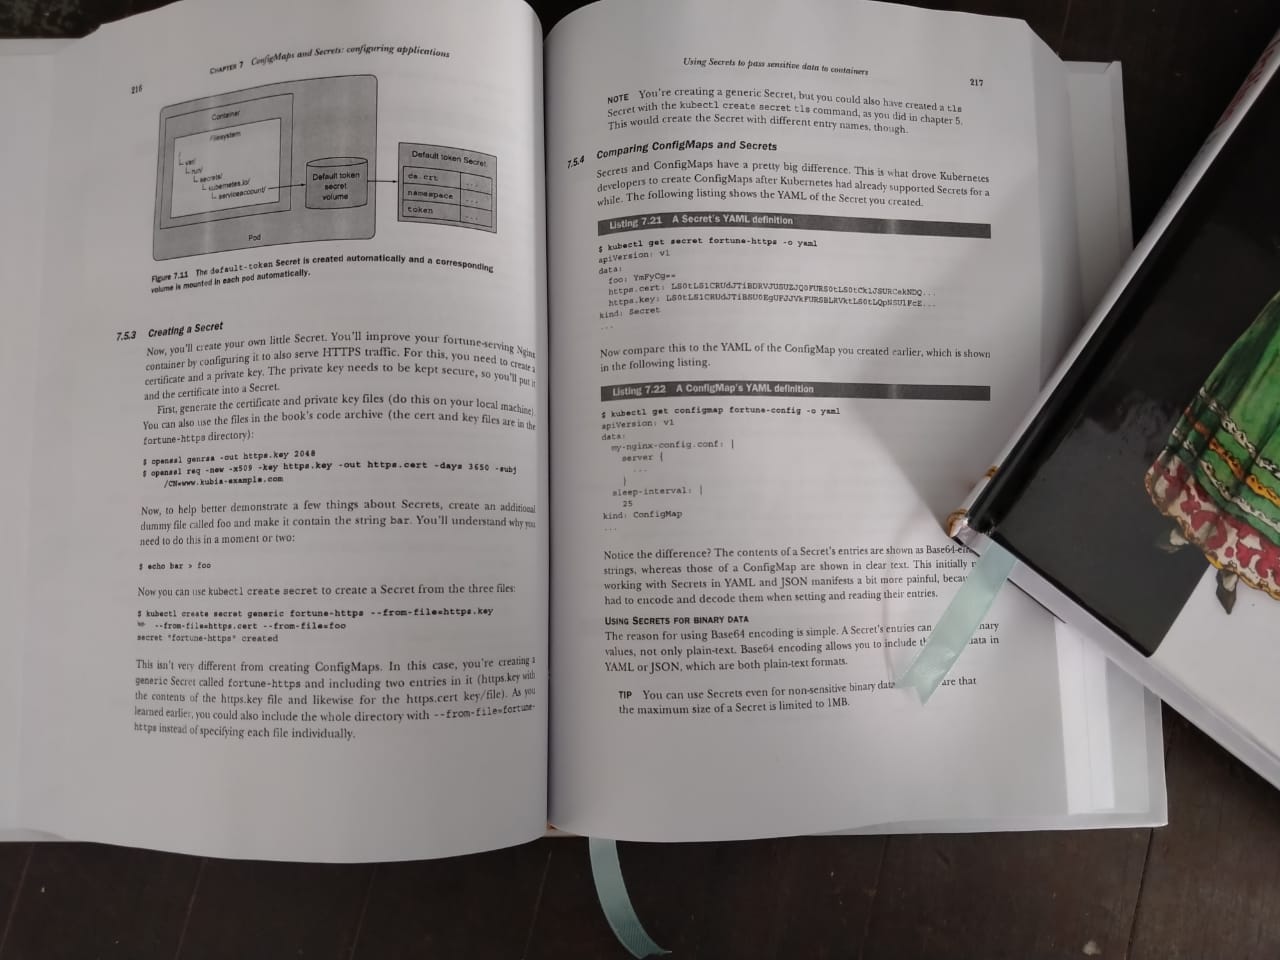 216
CHAPTER 7 ConfigMaps and Secrets: configuring applications
Container
Filesystem
var/
run/
secrets/
kubernetes.io/
serviceaccount/
Default token
secret
volume
Default token Secret
ca.crt ...
namespace ...
token ...
Pod
Figure 7.11 The default-token Secret is created automatically and a corresponding
volume is mounted in each pod automatically.
7.5.3 Creating a Secret
Now, you'll create your own little Secret. You'll improve your fortune-serving Nginx
container by configuring it to also serve HTTPS traffic. For this, you need to create a
certificate and a private key. The private key needs to be kept secure, so you'll put it
and the certificate into a Secret.
First, generate the certificate and private key files (do this on your local machine).
You can also use the files in the book's code archive (the cert and key files are in the
fortune-https directory):
$ openssl genrsa -out https.key 2048
$ openssl req -new -x509 -key https.key -out https.cert -days 3650 -subj
/CN=www.kubia-example.com
Now, to help better demonstrate a few things about Secrets, create an additional
dummy file called foo and make it contain the string bar. You'll understand why you
need to do this in a moment or two:
$ echo bar > foo
Now you can use kubectl create secret to create a Secret from the three files:
$ kubectl create secret generic fortune-https --from-file=https.key
➥ --from-file=https.cert --from-file=foo
secret "fortune-https" created
This isn't very different from creating ConfigMaps. In this case, you're creating a
generic Secret called fortune-https and including two entries in it (https.key with
the contents of the https.key file and likewise for the https.cert key/file). As you
learned earlier, you could also include the whole directory with --from-file=fortune-
https instead of specifying each file individually.
Using Secrets to pass sensitive data to containers
217
NOTE You're creating a generic Secret, but you could also have created a tls
Secret with the kubectl create secret tls command, as you did in chapter 5.
This would create the Secret with different entry names, though.
7.5.4 Comparing ConfigMaps and Secrets
Secrets and ConfigMaps have a pretty big difference. This is what drove Kubernetes
developers to create ConfigMaps after Kubernetes had already supported Secrets for a
while. The following listing shows the YAML of the Secret you created.
Listing 7.21 A Secret's YAML definition
$ kubectl get secret fortune-https -o yaml
apiVersion: v1
data:
foo: YmFyCg==
https.cert:
https.key:
kind: Secret
...
Now compare this to the YAML of the ConfigMap you created earlier, which is shown
in the following listing.
Listing 7.22 A ConfigMap's YAML definition
$ kubectl get configmap fortune-config -o yaml
apiVersion: v1
data:
my-nginx-config.conf: |
server {
...
}
sleep-interval: |
25
kind: ConfigMap
...
Notice the difference? The contents of a Secret's entries are shown as
strings, whereas those of a ConfigMap are shown in clear text. This initially
working with Secrets in YAML and JSON manifests a bit more painful,
had to encode and decode them when setting and reading their entries.
USING SECRETS FOR BINARY DATA
The reason for using Base64 encoding is simple. A Secret's entries can
values, not only plain-text. Base64 encoding allows you to include in
YAML or JSON, which are both plain-text formats.
TIP You can use Secrets even for non-sensitive binary data that
the maximum size of a Secret is limited to 1MB.